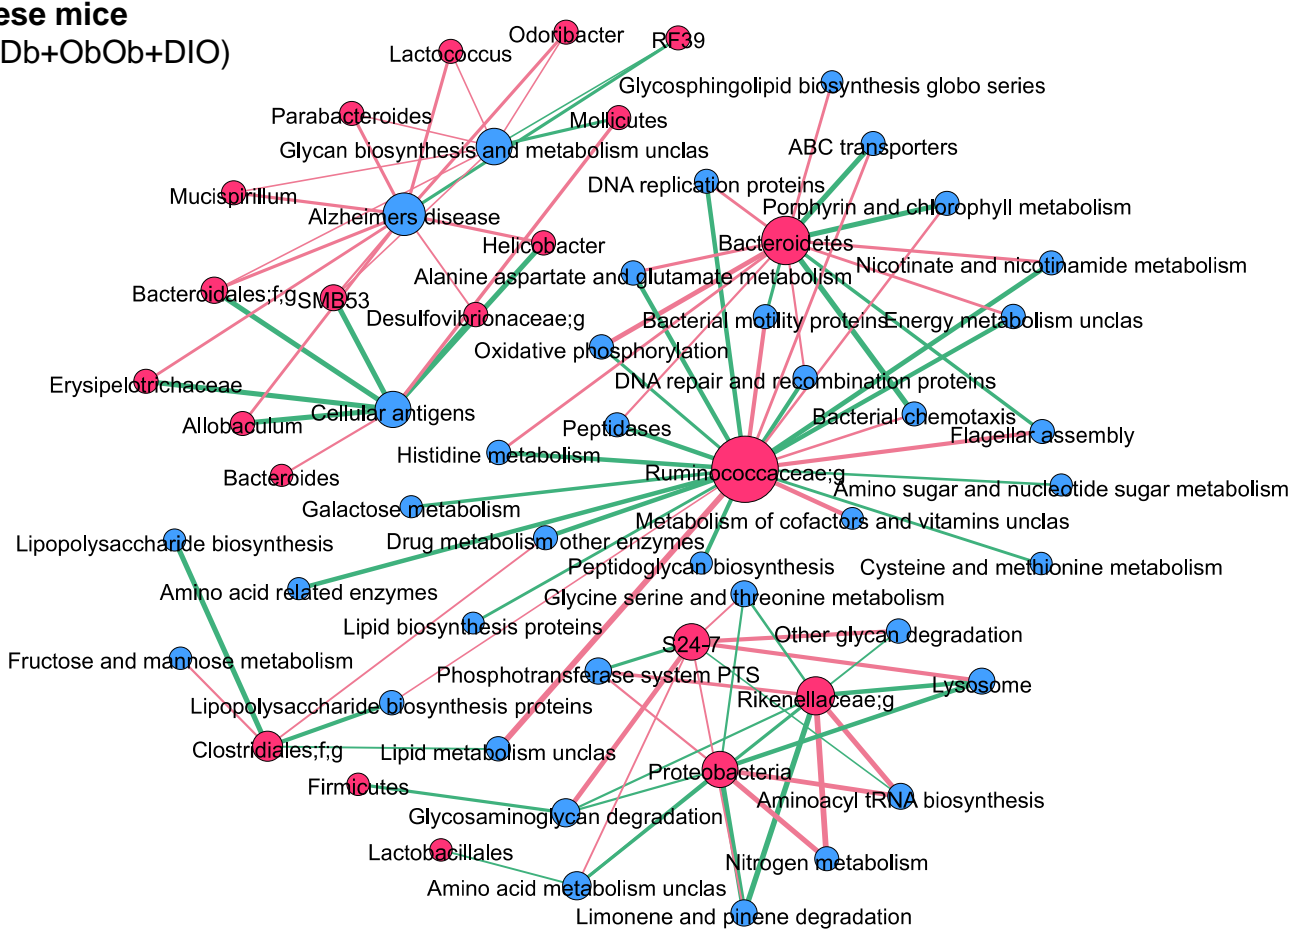 ese mice
Db+ObOb+DIO)
Odoribacter
RF39
Lactococcus
Glycosphingolipid biosynthesis globo series
Parabacteroides
Mollicutes
Glycan biosynthesis and metabolism unclas
ABC transporters
DNA replication proteins
Mucispirillum
Porphyrin and chlorophyll metabolism
Alzheimers disease
Helicobacter
Bacteroidetes
Nicotinate and nicotinamide metabolism
Alanine aspartate and glutamate metabolism
Bacteroidales;f;g
SMB53
Desulfovibrionaceae;g
Bacterial motility proteins
Energy metabolism unclas
Oxidative phosphorylation
Erysipelotrichaceae
DNA repair and recombination proteins
Cellular antigens
Allobaculum
Peptidases
Bacterial chemotaxis
Flagellar assembly
Histidine metabolism
Bacteroides
Ruminococcaceae;g
Amino sugar and nucleotide sugar metabolism
Galactose metabolism
Metabolism of cofactors and vitamins unclas
Lipopolysaccharide biosynthesis
Drug metabolism other enzymes
Peptidoglycan biosynthesis
Cysteine and methionine metabolism
Amino acid related enzymes
Glycine serine and threonine metabolism
Lipid biosynthesis proteins
S24-7
Other glycan degradation
Fructose and mannose metabolism
Phosphotransferase system PTS
Lysosome
Lipopolysaccharide biosynthesis proteins
Rikenellaceae;g
Clostridiales;f;g
Lipid metabolism unclas
Proteobacteria
Firmicutes
Aminoacyl tRNA biosynthesis
Glycosaminoglycan degradation
Lactobacillales
Nitrogen metabolism
Amino acid metabolism unclas
Limonene and pinene degradation